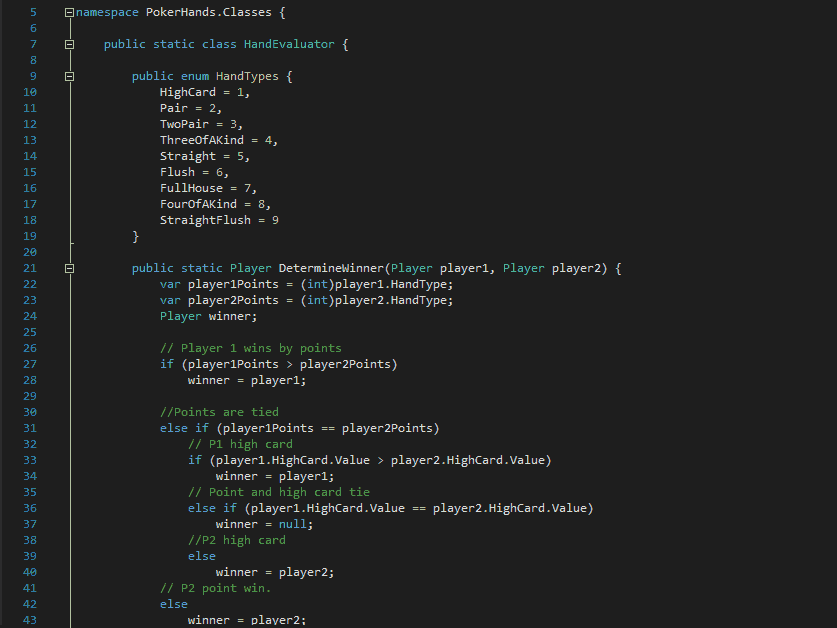 5 namespace PokerHands.Classes {
6
7     public static class HandEvaluator {
8
9         public enum HandTypes {
10             HighCard = 1,
11             Pair = 2,
12             TwoPair = 3,
13             ThreeOfAKind = 4,
14             Straight = 5,
15             Flush = 6,
16             FullHouse = 7,
17             FourOfAKind = 8,
18             StraightFlush = 9
19         }
20
21         public static Player DetermineWinner(Player player1, Player player2) {
22             var player1Points = (int)player1.HandType;
23             var player2Points = (int)player2.HandType;
24             Player winner;
25
26             // Player 1 wins by points
27             if (player1Points > player2Points)
28                 winner = player1;
29
30             //Points are tied
31             else if (player1Points == player2Points)
32                 // P1 high card
33                 if (player1.HighCard.Value > player2.HighCard.Value)
34                     winner = player1;
35                 // Point and high card tie
36                 else if (player1.HighCard.Value == player2.HighCard.Value)
37                     winner = null;
38                 //P2 high card
39                 else
40                     winner = player2;
41             // P2 point win.
42             else
43                 winner = player2;